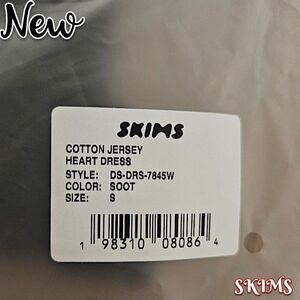 New
SKIMS
COTTON JERSEY
HEART DRESS
STYLE: DS-DRS-7845W
COLOR: SOOT
SIZE: S
1 98310 08086 4
SKIMS